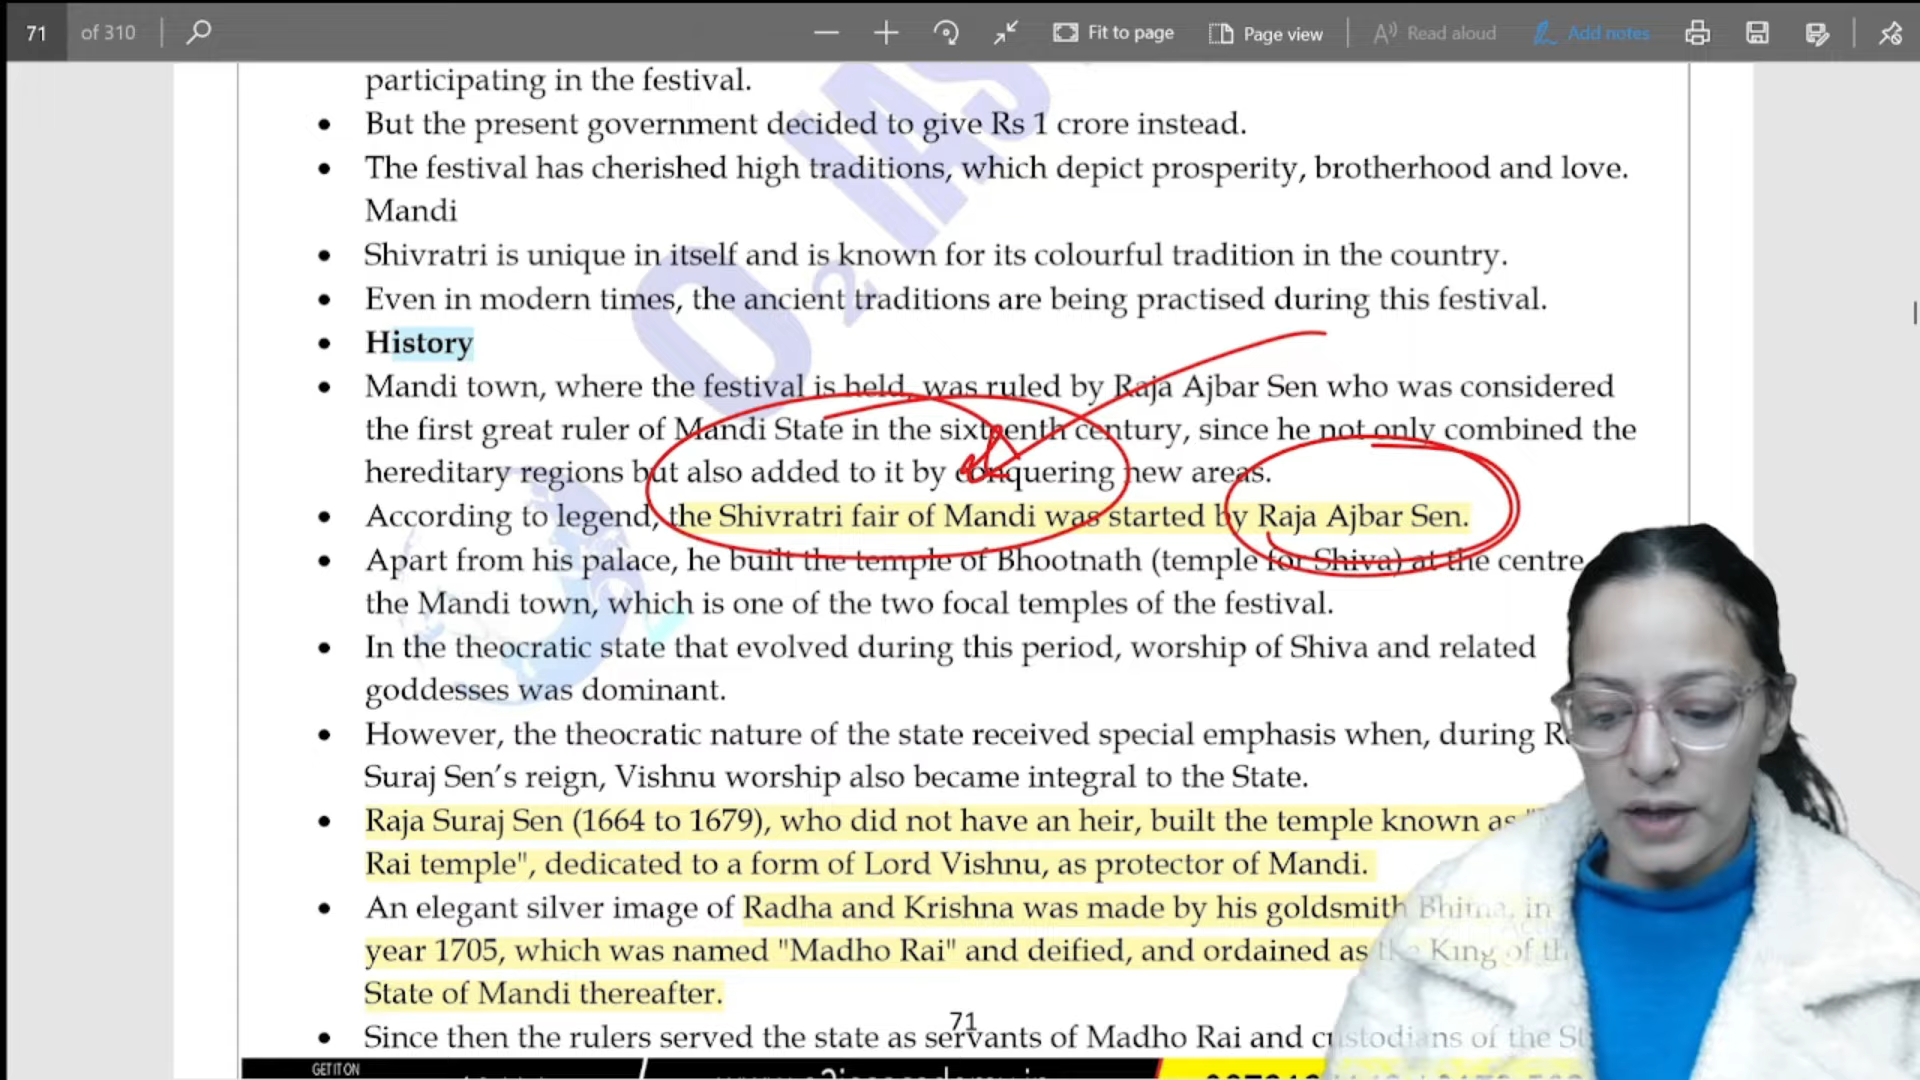 71 of 310 Fit to page Page view Read aloud Add notes
participating in the festival.
• But the present government decided to give Rs 1 crore instead.
• The festival has cherished high traditions, which depict prosperity, brotherhood and love.
Mandi
• Shivratri is unique in itself and is known for its colourful tradition in the country.
• Even in modern times, the ancient traditions are being practised during this festival.
• History
• Mandi town, where the festival is held, was ruled by Raja Ajbar Sen who was considered
the first great ruler of Mandi State in the sixteenth century, since he not only combined the
hereditary regions but also added to it by conquering new areas.
• According to legend, the Shivratri fair of Mandi was started by Raja Ajbar Sen.
• Apart from his palace, he built the temple of Bhootnath (temple for Shiva) at the centre
the Mandi town, which is one of the two focal temples of the festival.
• In the theocratic state that evolved during this period, worship of Shiva and related
goddesses was dominant.
• However, the theocratic nature of the state received special emphasis when, during
Suraj Sen's reign, Vishnu worship also became integral to the State.
• Raja Suraj Sen (1664 to 1679), who did not have an heir, built the temple known as
Rai temple", dedicated to a form of Lord Vishnu, as protector of Mandi.
• An elegant silver image of Radha and Krishna was made by his goldsmith Bhima, in
year 1705, which was named "Madho Rai" and deified, and ordained as the King of
State of Mandi thereafter.
71
• Since then the rulers served the state as servants of Madho Rai and custodians of the
GET IT ON
O2 IAS